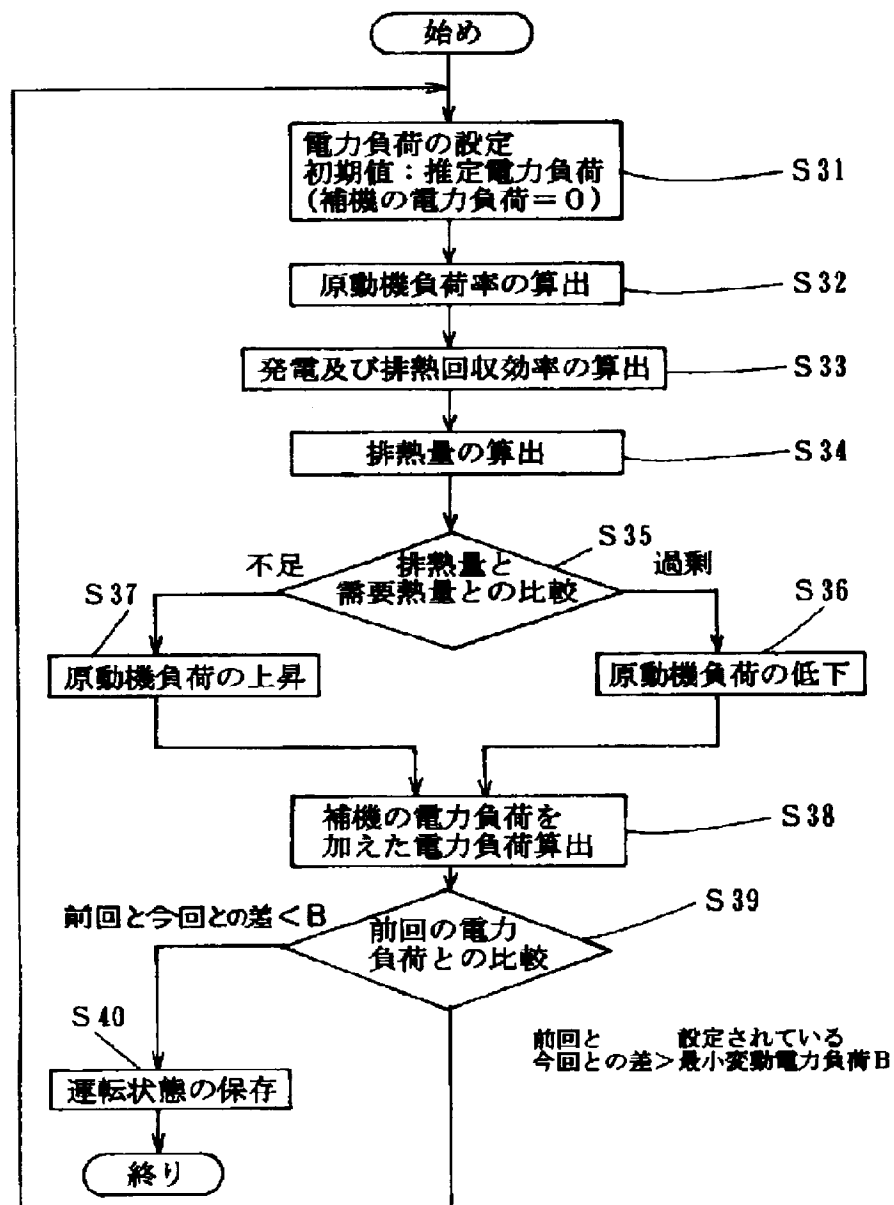 始め
電力負荷の設定
初期値：推定電力負荷
(補機の電力負荷＝０)
S31
原動機負荷率の算出
S32
発電及び排熱回収効率の算出
S33
排熱量の算出
S34
S35
不足
排熱量と
需要熱量との比較
過剰
S37
S36
原動機負荷の上昇
原動機負荷の低下
補機の電力負荷を
加えた電力負荷算出
S38
前回と今回との差＜B
S39
前回の電力
負荷との比較
S40
前回と 設定されている
今回との差＞最小変動電力負荷B
運転状態の保存
終り